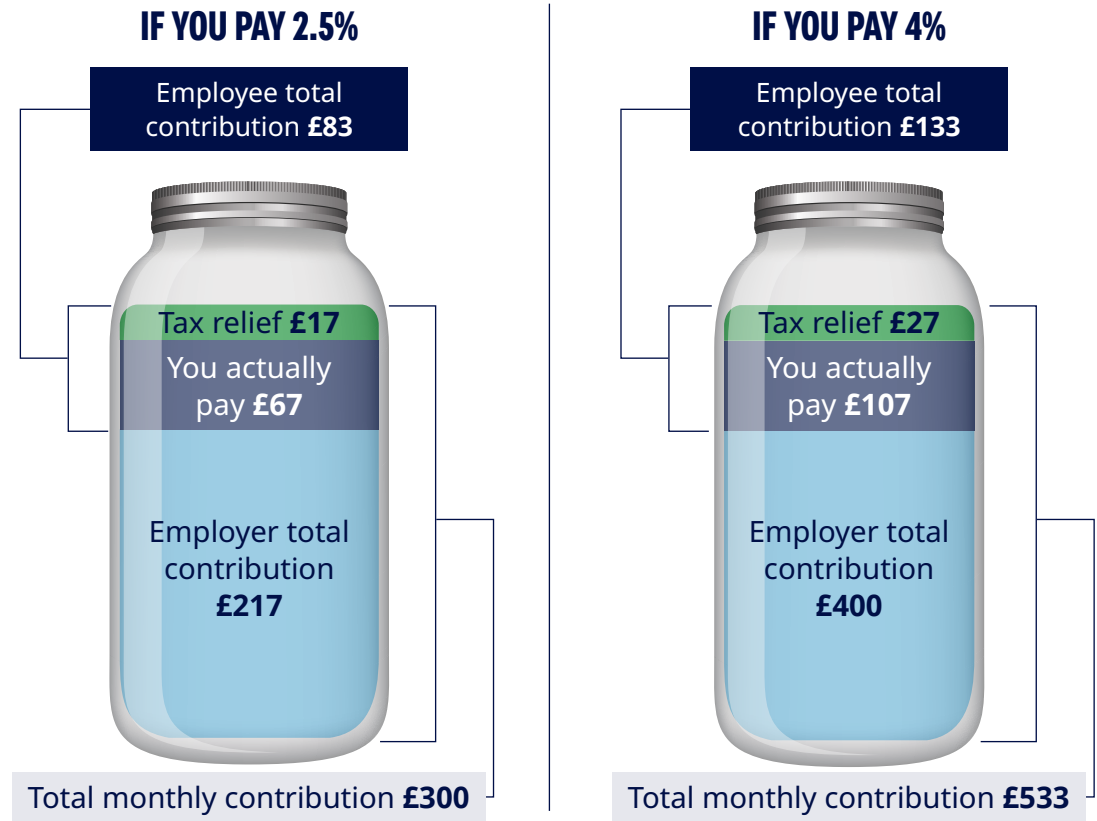 IF YOU PAY 2.5%
Employee total
contribution £83
Tax relief £17
You actually
pay £67
Employer total
contribution
£217
Total monthly contribution £300
IF YOU PAY 4%
Employee total
contribution £133
Tax relief £27
You actually
pay £107
Employer total
contribution
£400
Total monthly contribution £533